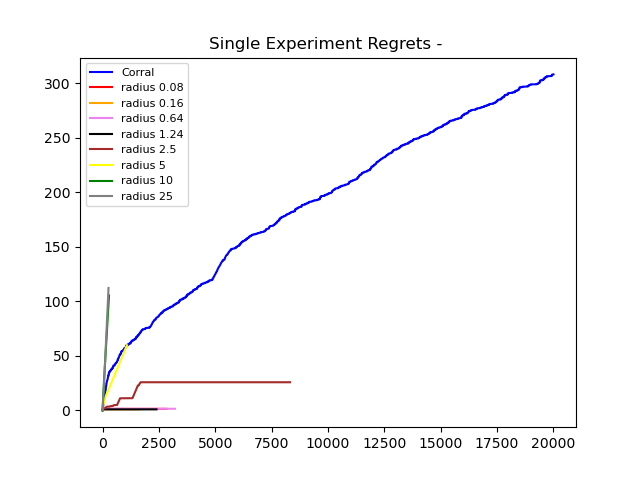 Single Experiment Regrets -
Corral
radius 0.08
radius 0.16
radius 0.64
radius 1.24
radius 2.5
radius 5
radius 10
radius 25
300
250
200
150
100
50
0
0 2500 5000 7500 10000 12500 15000 17500 20000